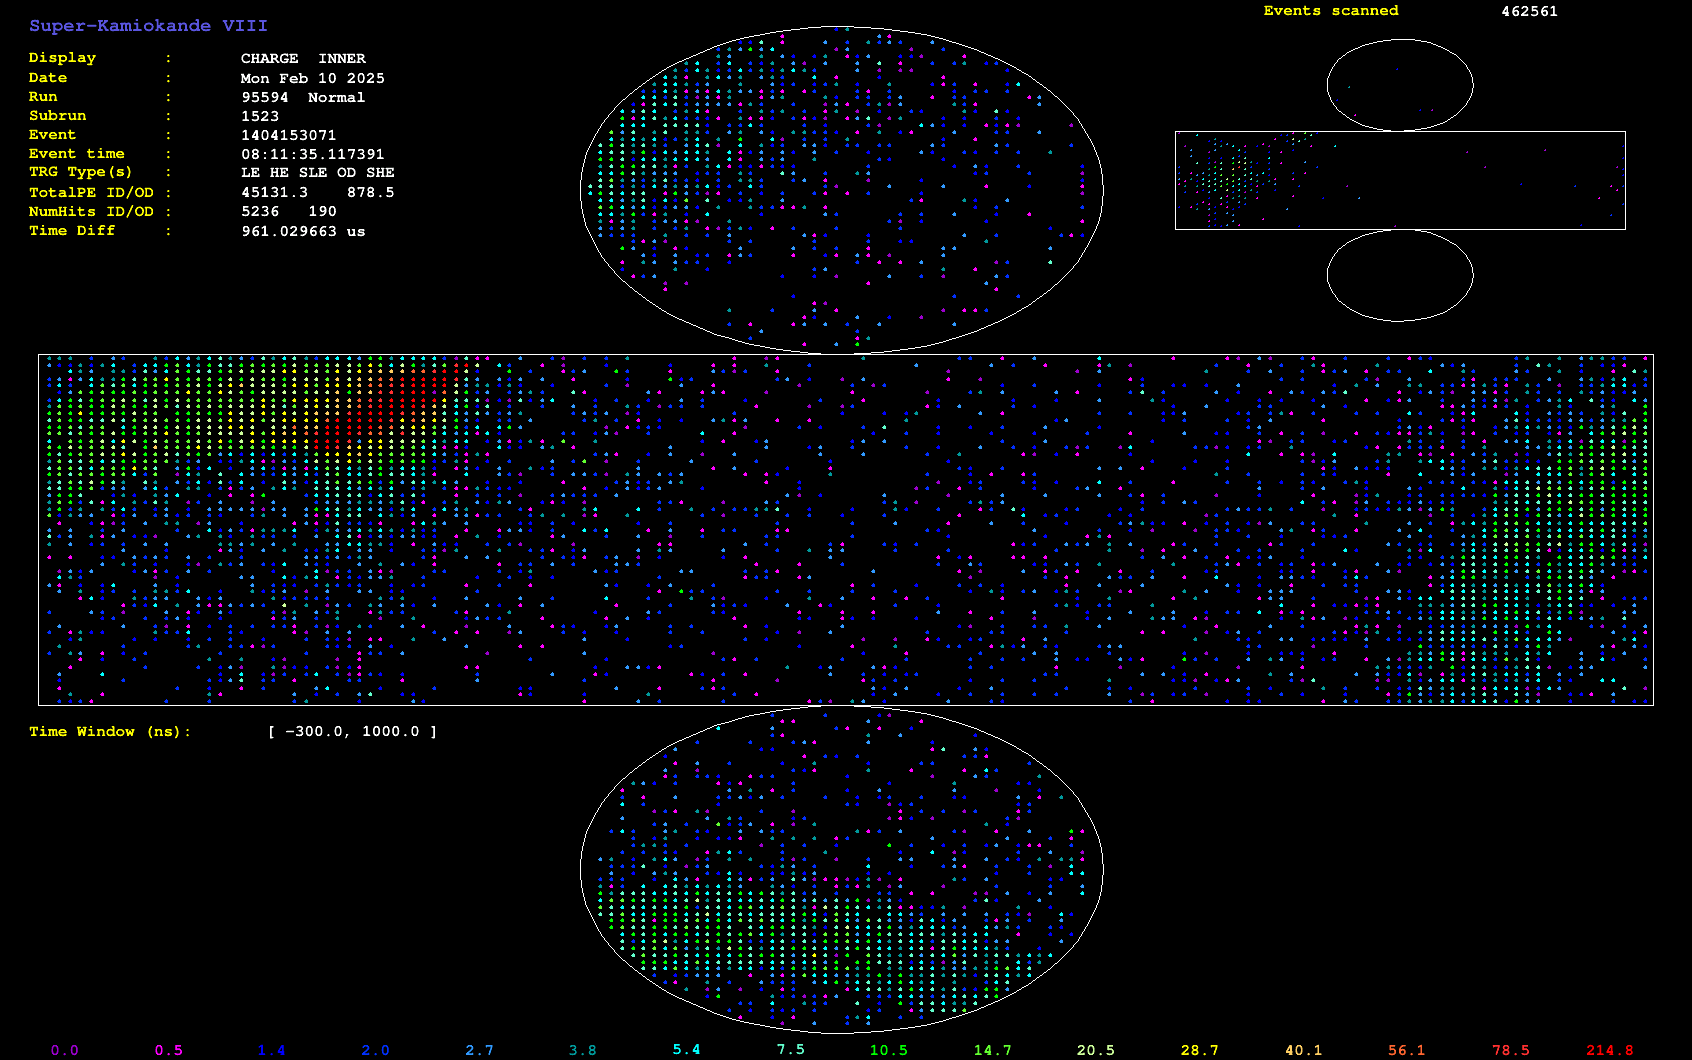 Super-Kamiokande VIII
Events scanned 462561
Display : CHARGE INNER
Date : Mon Feb 10 2025
Run : 95594 Normal
Subrun : 1523
Event : 1404153071
Event time : 08:11:35.117391
TRG Type(s) : LE HE SLE OD SHE
TotalPE ID/OD : 45131.3 878.5
NumHits ID/OD : 5236 190
Time Diff : 961.029663 us
Time Window (ns): [ -300.0, 1000.0 ]
0.0 0.5 1.4 2.0 2.7 3.8 5.4 7.5 10.5 14.7 20.5 28.7 40.1 56.1 78.5 214.8